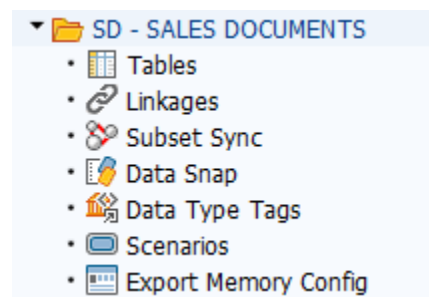 SD - SALES DOCUMENTS
Tables
Linkages
Subset Sync
Data Snap
Data Type Tags
Scenarios
Export Memory Config